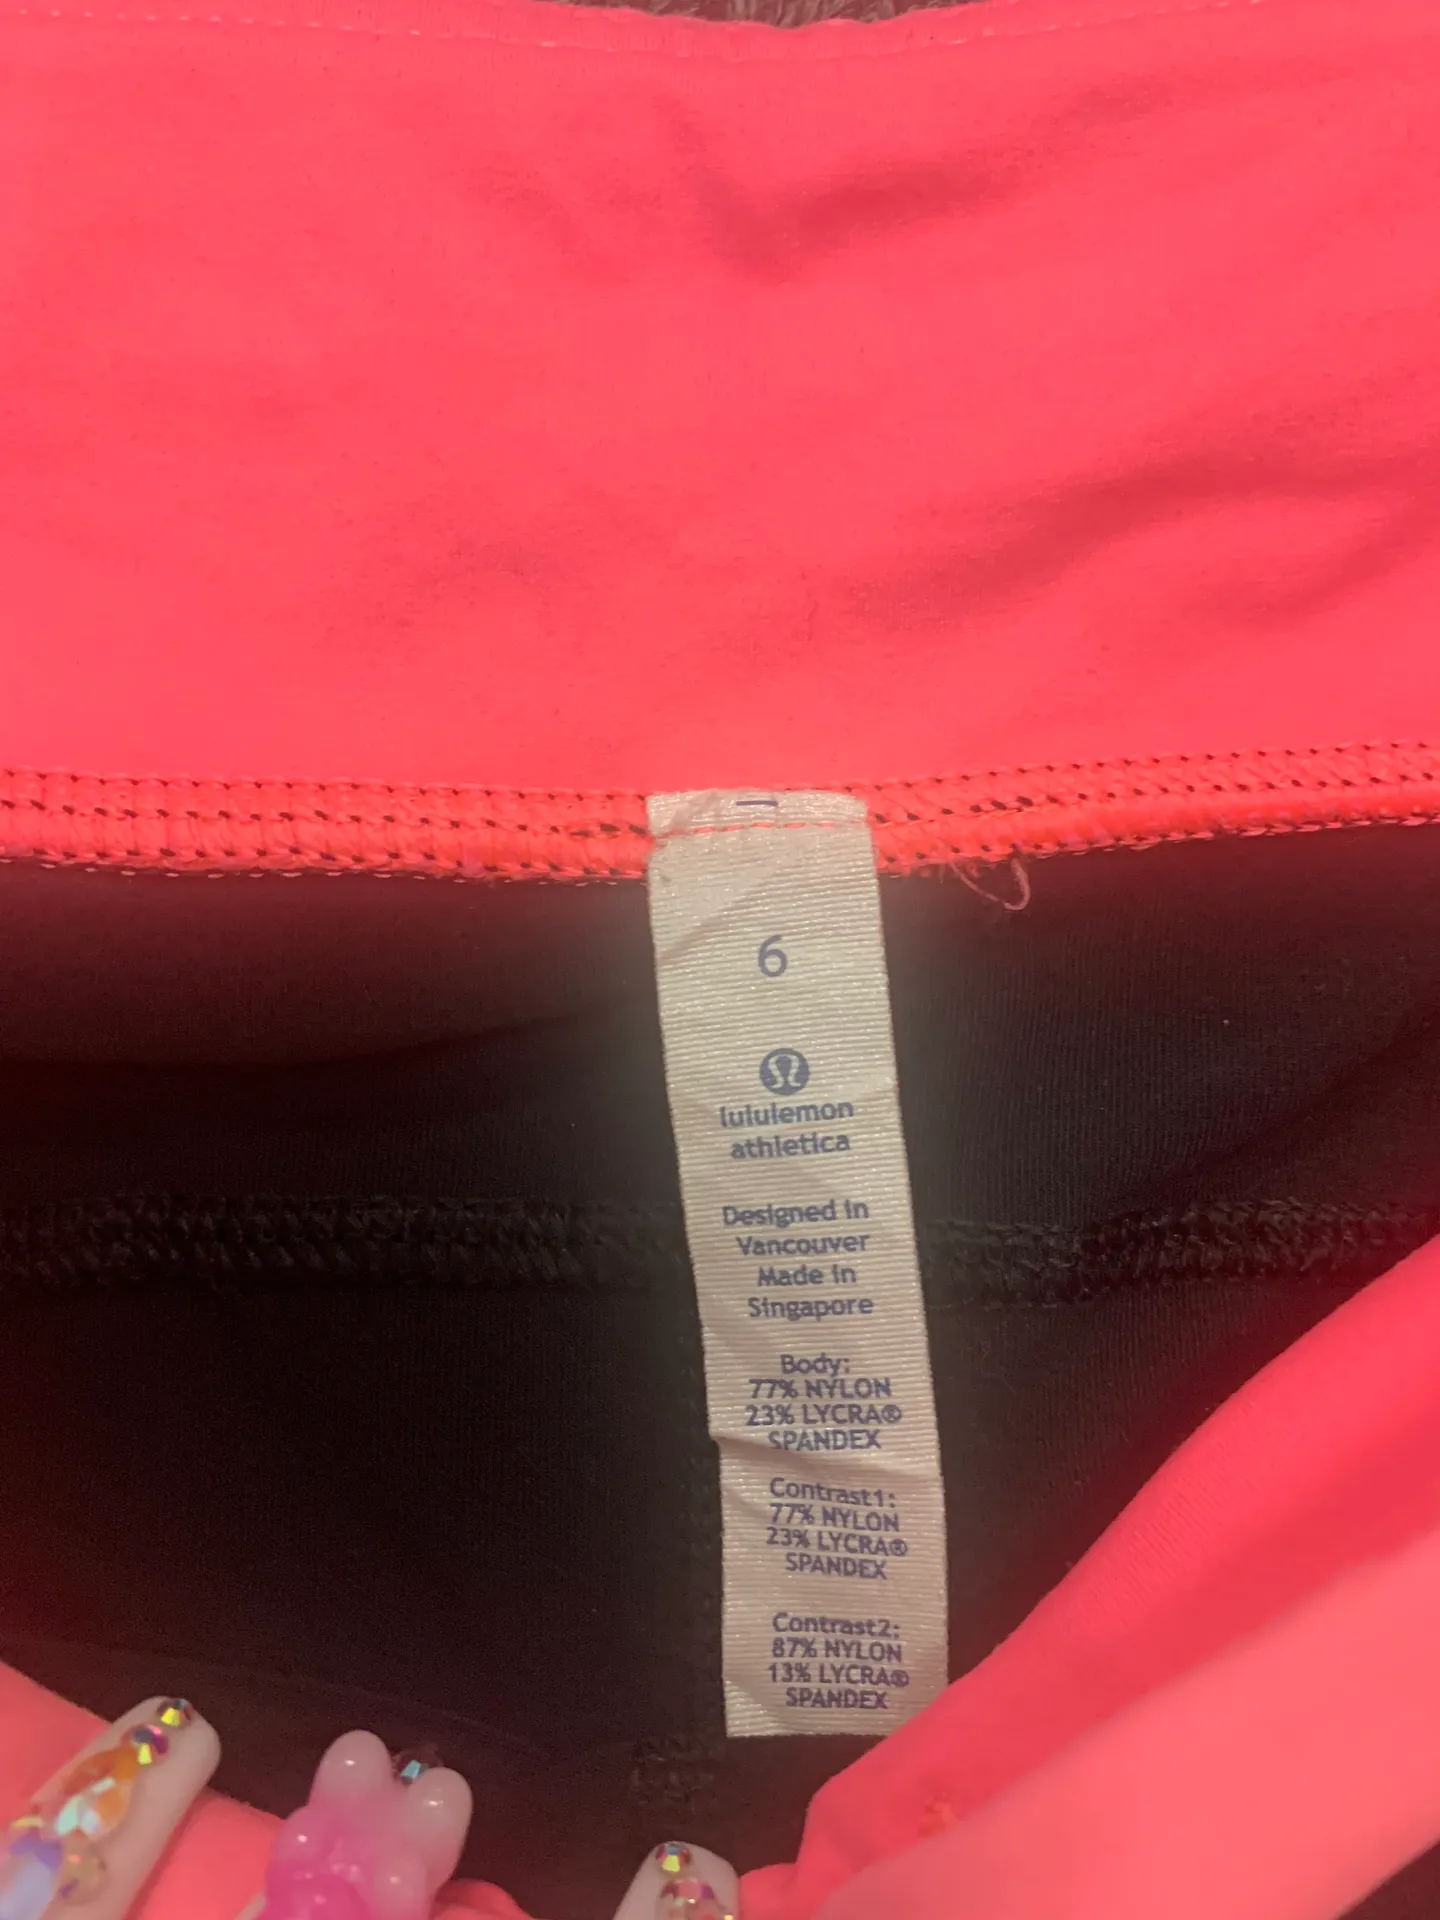 6
lululemon
athletica
Designed in
Vancouver
Made in
Singapore
Body:
77% NYLON
23% LYCRA®
SPANDEX
Contrast1:
77% NYLON
23% LYCRA®
SPANDEX
Contrast2:
87% NYLON
13% LYCRA®
SPANDEX